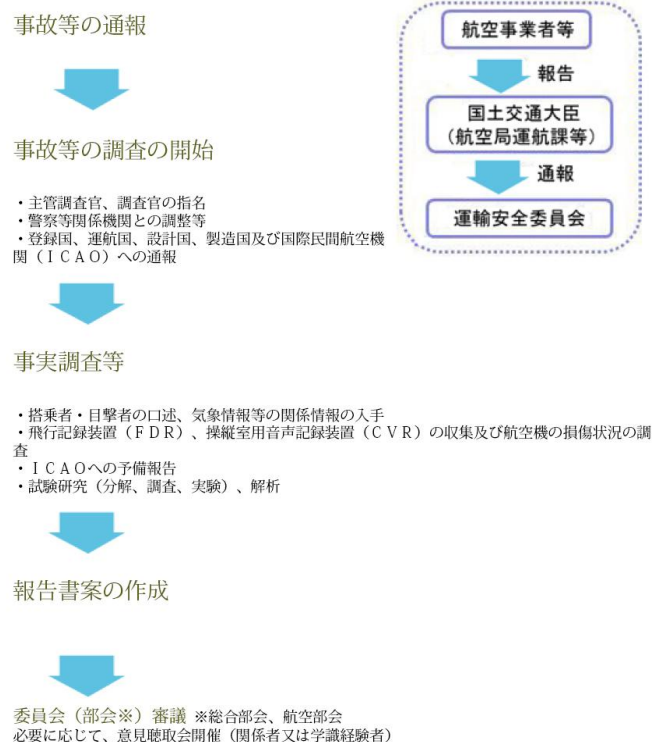 事故等の通報
航空事業者等
報告
国土交通大臣
（航空局運航課等）
通報
運輸安全委員会
事故等の調査の開始
・主管調査官、調査官の指名
・警察等関係機関との調整等
・登録国、運航国、設計国、製造国及び国際民間航空機
関（ＩＣＡＯ）への通報
事実調査等
・搭乗者・目撃者の口述、気象情報等の関係情報の入手
・飛行記録装置（ＦＤＲ）、操縦室用音声記録装置（ＣＶＲ）の収集及び航空機の損傷状況の調
査
・ＩＣＡＯへの予備報告
・試験研究（分解、調査、実験）、解析
報告書案の作成
委員会（部会※）審議 ※総合部会、航空部会
必要に応じて、意見聴取会開催（関係者又は学識経験者）